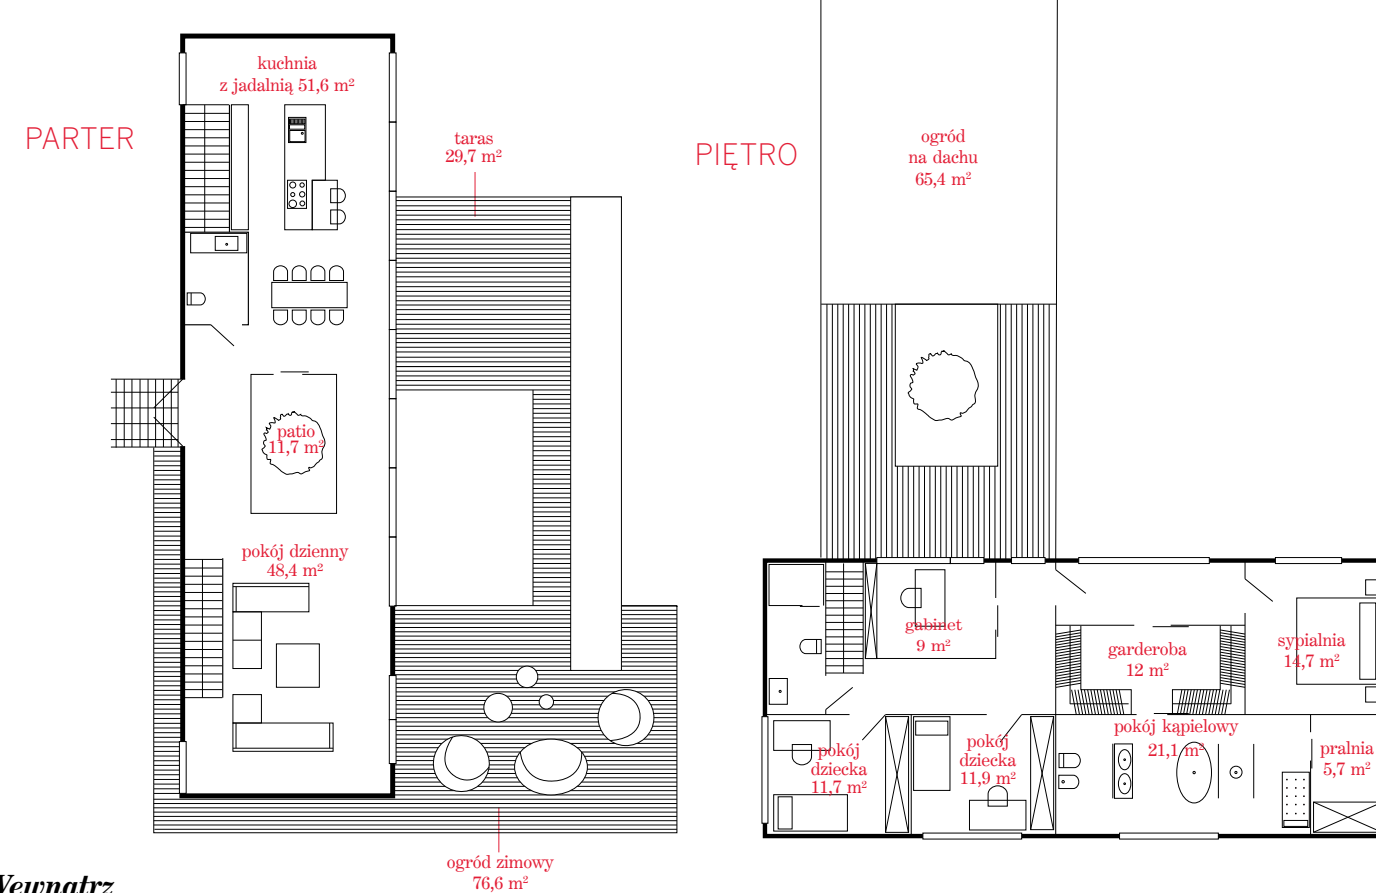 PARTER
kuchnia
z jadalnią 51,6 m²
taras
29,7 m²
patio
11,7 m²
pokój dzienny
48,4 m²
ogród zimowy
76,6 m²
PIĘTRO
ogród
na dachu
65,4 m²
gabinet
9 m²
garderoba
12 m²
sypialnia
14,7 m²
pokój
dziecka
11,7 m²
pokój
dziecka
11,9 m²
pokój kąpielowy
21,1 m²
pralnia
5,7 m²